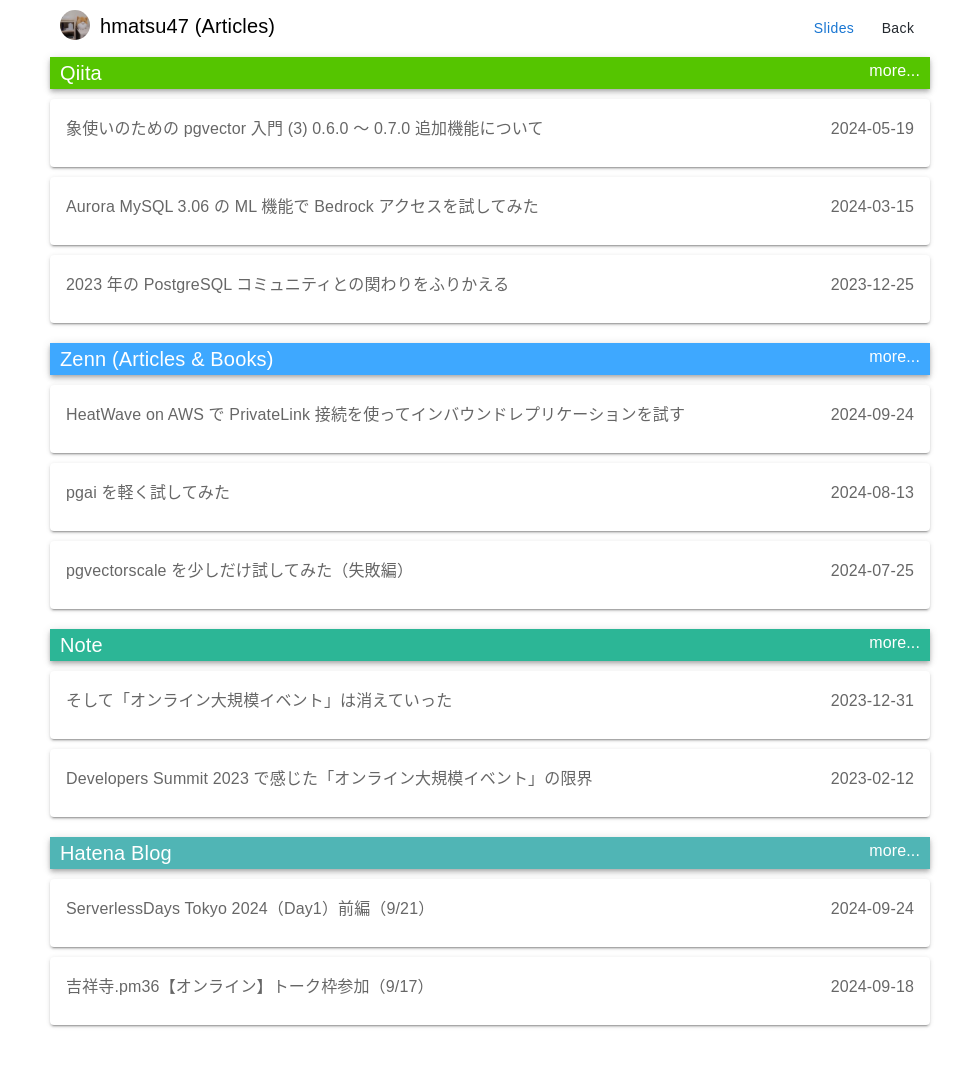 hmatsu47 (Articles)
Slides
Back
Qiita
more...
象使いのための pgvector 入門 (3) 0.6.0 〜 0.7.0 追加機能について
2024-05-19
Aurora MySQL 3.06 の ML 機能で Bedrock アクセスを試してみた
2024-03-15
2023 年の PostgreSQL コミュニティとの関わりをふりかえる
2023-12-25
Zenn (Articles & Books)
more...
HeatWave on AWS で PrivateLink 接続を使ってインバウンドレプリケーションを試す
2024-09-24
pgai を軽く試してみた
2024-08-13
pgvectorscale を少しだけ試してみた（失敗編）
2024-07-25
Note
more...
そして「オンライン大規模イベント」は消えていった
2023-12-31
Developers Summit 2023 で感じた「オンライン大規模イベント」の限界
2023-02-12
Hatena Blog
more...
ServerlessDays Tokyo 2024（Day1）前編（9/21）
2024-09-24
吉祥寺.pm36【オンライン】トーク枠参加（9/17）
2024-09-18